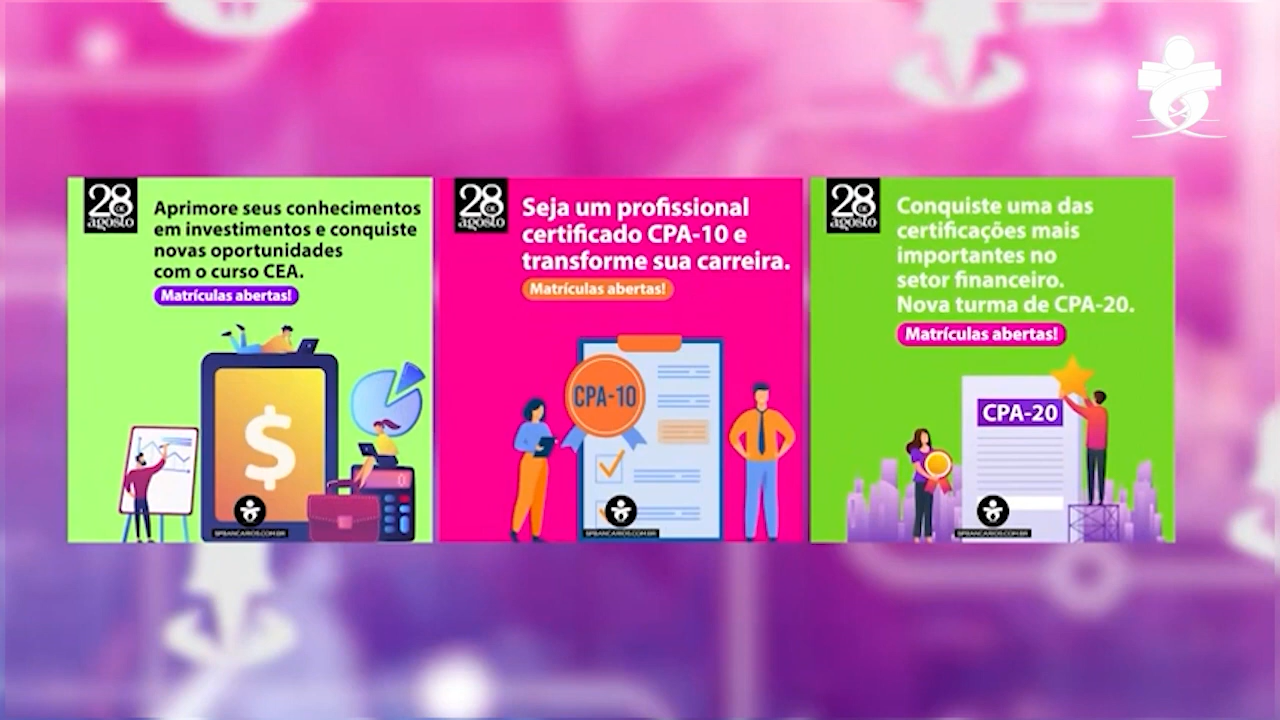 28
DE
agosto
Aprimore seus conhecimentos
em investimentos e conquiste
novas oportunidades
com o curso CEA.
Matrículas abertas!
$
SPBANCARIOS.COM.BR
28
DE
agosto
Seja um profissional
certificado CPA-10 e
transforme sua carreira.
Matrículas abertas!
CPA-10
SPBANCARIOS.COM.BR
28
DE
agosto
Conquiste uma das
certificações mais
importantes no
setor financeiro.
Nova turma de CPA-20.
Matrículas abertas!
CPA-20
SPBANCARIOS.COM.BR